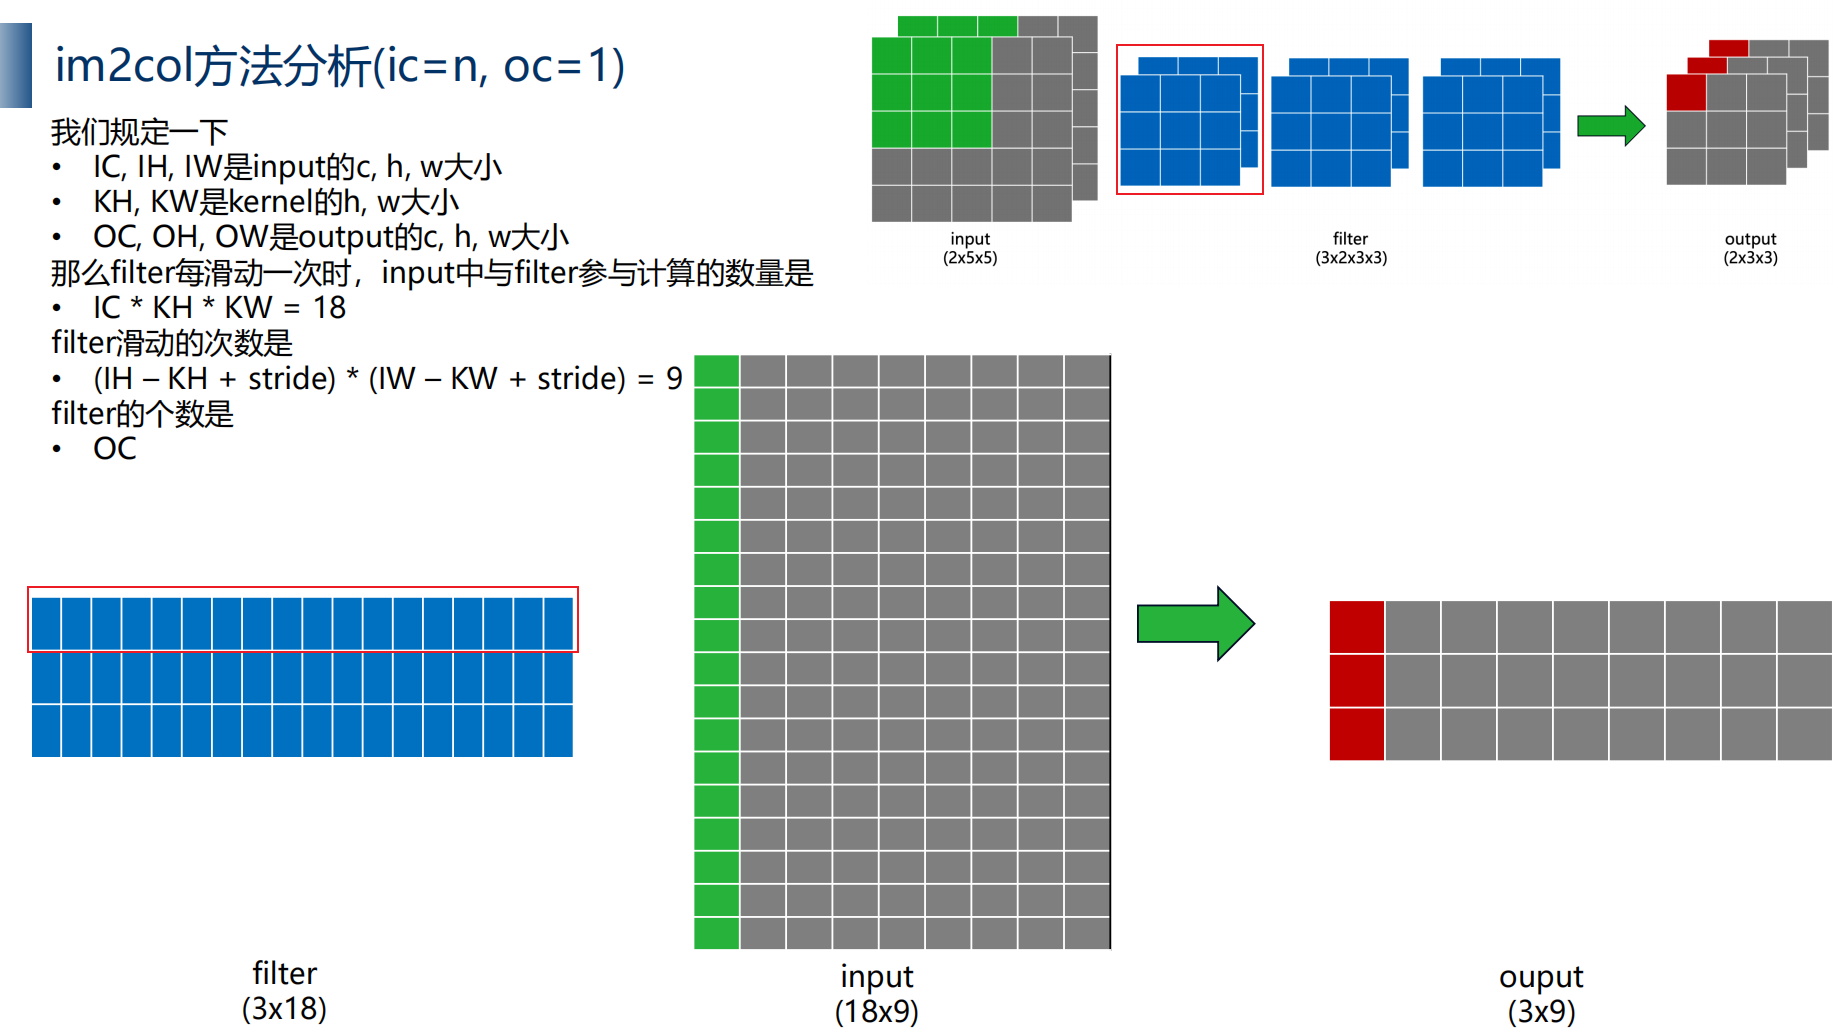 im2col方法分析(ic=n, oc=1)
我们规定一下
• IC, IH, IW是input的c, h, w大小
• KH, KW是kernel的h, w大小
• OC, OH, OW是output的c, h, w大小
那么filter每滑动一次时，input中与filter参与计算的数量是
• IC * KH * KW = 18
filter滑动的次数是
• (IH – KH + stride) * (IW – KW + stride) = 9
filter的个数是
• OC
input
(2x5x5)
filter
(3x2x3x3)
output
(2x3x3)
filter
(3x18)
input
(18x9)
ouput
(3x9)